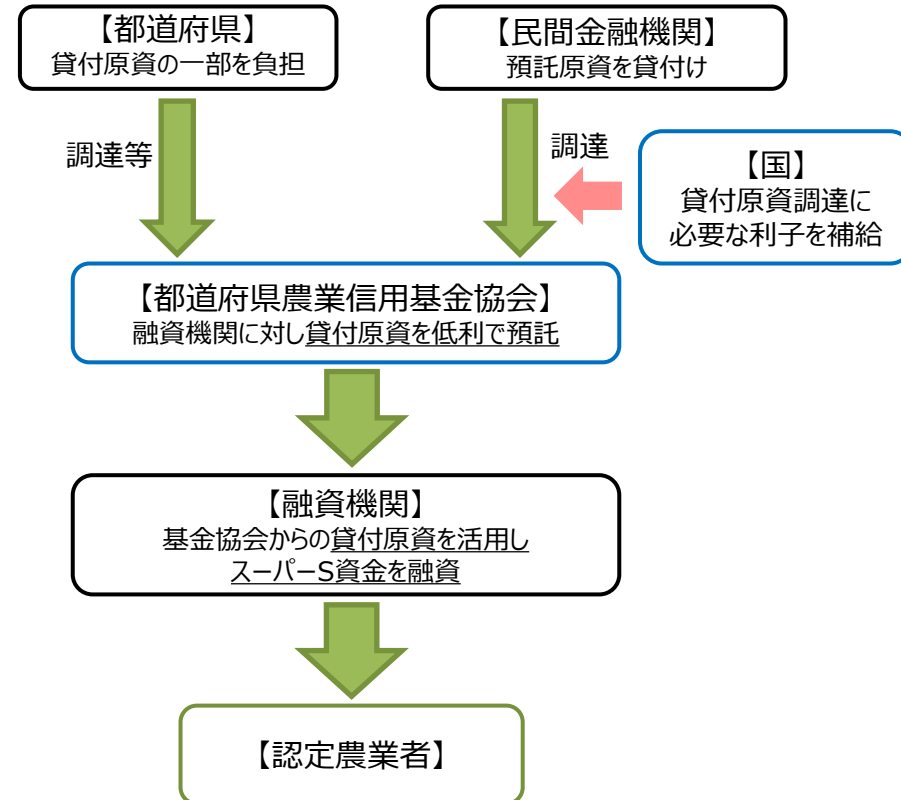 【都道府県】
貸付原資の一部を負担
【民間金融機関】
預託原資を貸付け
調達等
調達
【国】
貸付原資調達に
必要な利子を補給
【都道府県農業信用基金協会】
融資機関に対し貸付原資を低利で預託
【融資機関】
基金協会からの貸付原資を活用し
スーパーS資金を融資
【認定農業者】